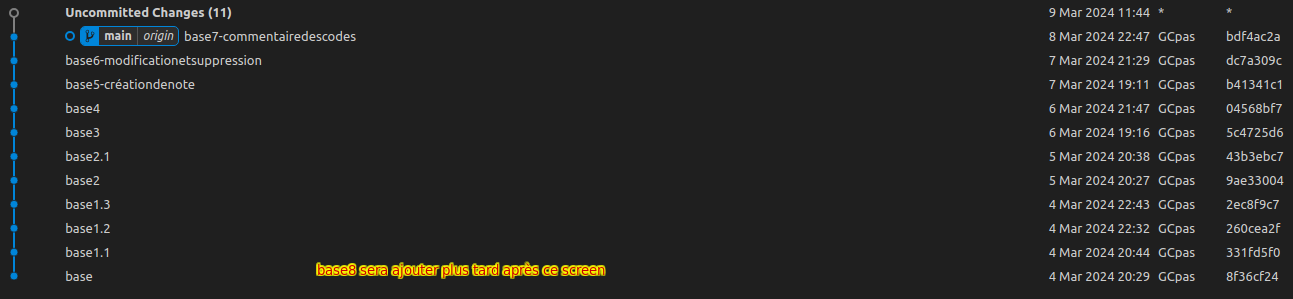 Uncommitted Changes (11) 9 Mar 2024 11:44 * *
main origin base7-commentairedescodes 8 Mar 2024 22:47 GCpas bdf4ac2a
base6-modificationetsuppression 7 Mar 2024 21:29 GCpas dc7a309c
base5-créationdenote 7 Mar 2024 19:11 GCpas b41341c1
base4 6 Mar 2024 21:47 GCpas 04568bf7
base3 6 Mar 2024 19:16 GCpas 5c4725d6
base2.1 5 Mar 2024 20:38 GCpas 43b3ebc7
base2 5 Mar 2024 20:27 GCpas 9ae33004
base1.3 4 Mar 2024 22:43 GCpas 2ec8f9c7
base1.2 4 Mar 2024 22:32 GCpas 260cea2f
base1.1 4 Mar 2024 20:44 GCpas 331fd5f0
base8 sera ajouter plus tard après ce screen
base 4 Mar 2024 20:29 GCpas 8f36cf24